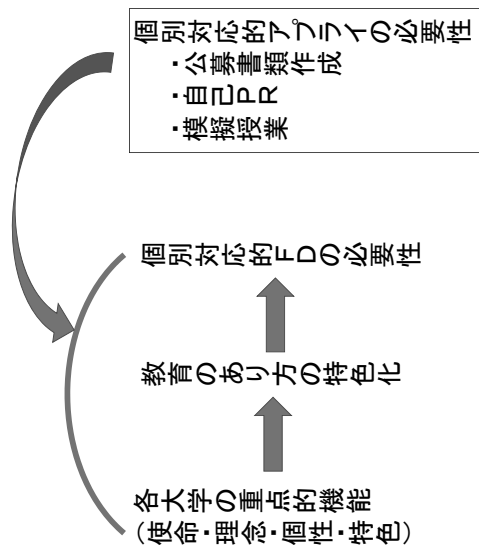 各大学の重点的機能
(使命・理念・個性・特色)
教育のあり方の特色化
個別対応的FDの必要性
個別対応的アプライの必要性
・公募書類作成
・自己PR
・模擬授業